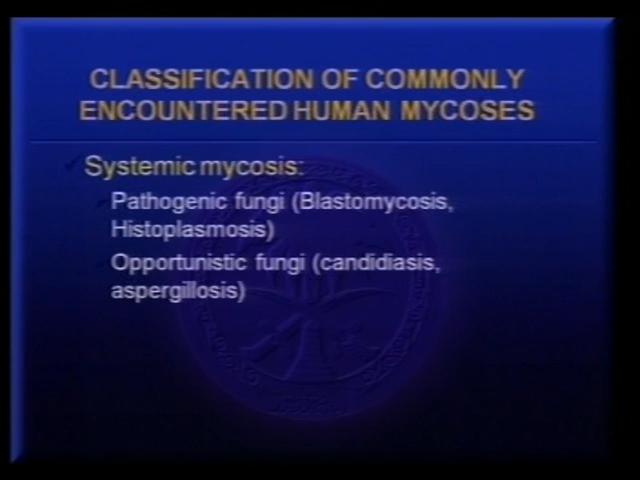 CLASSIFICATION OF COMMONLY
ENCOUNTERED HUMAN MYCOSES
Systemic mycosis:
Pathogenic fungi (Blastomycosis,
Histoplasmosis)
Opportunistic fungi (candidiasis,
aspergillosis)